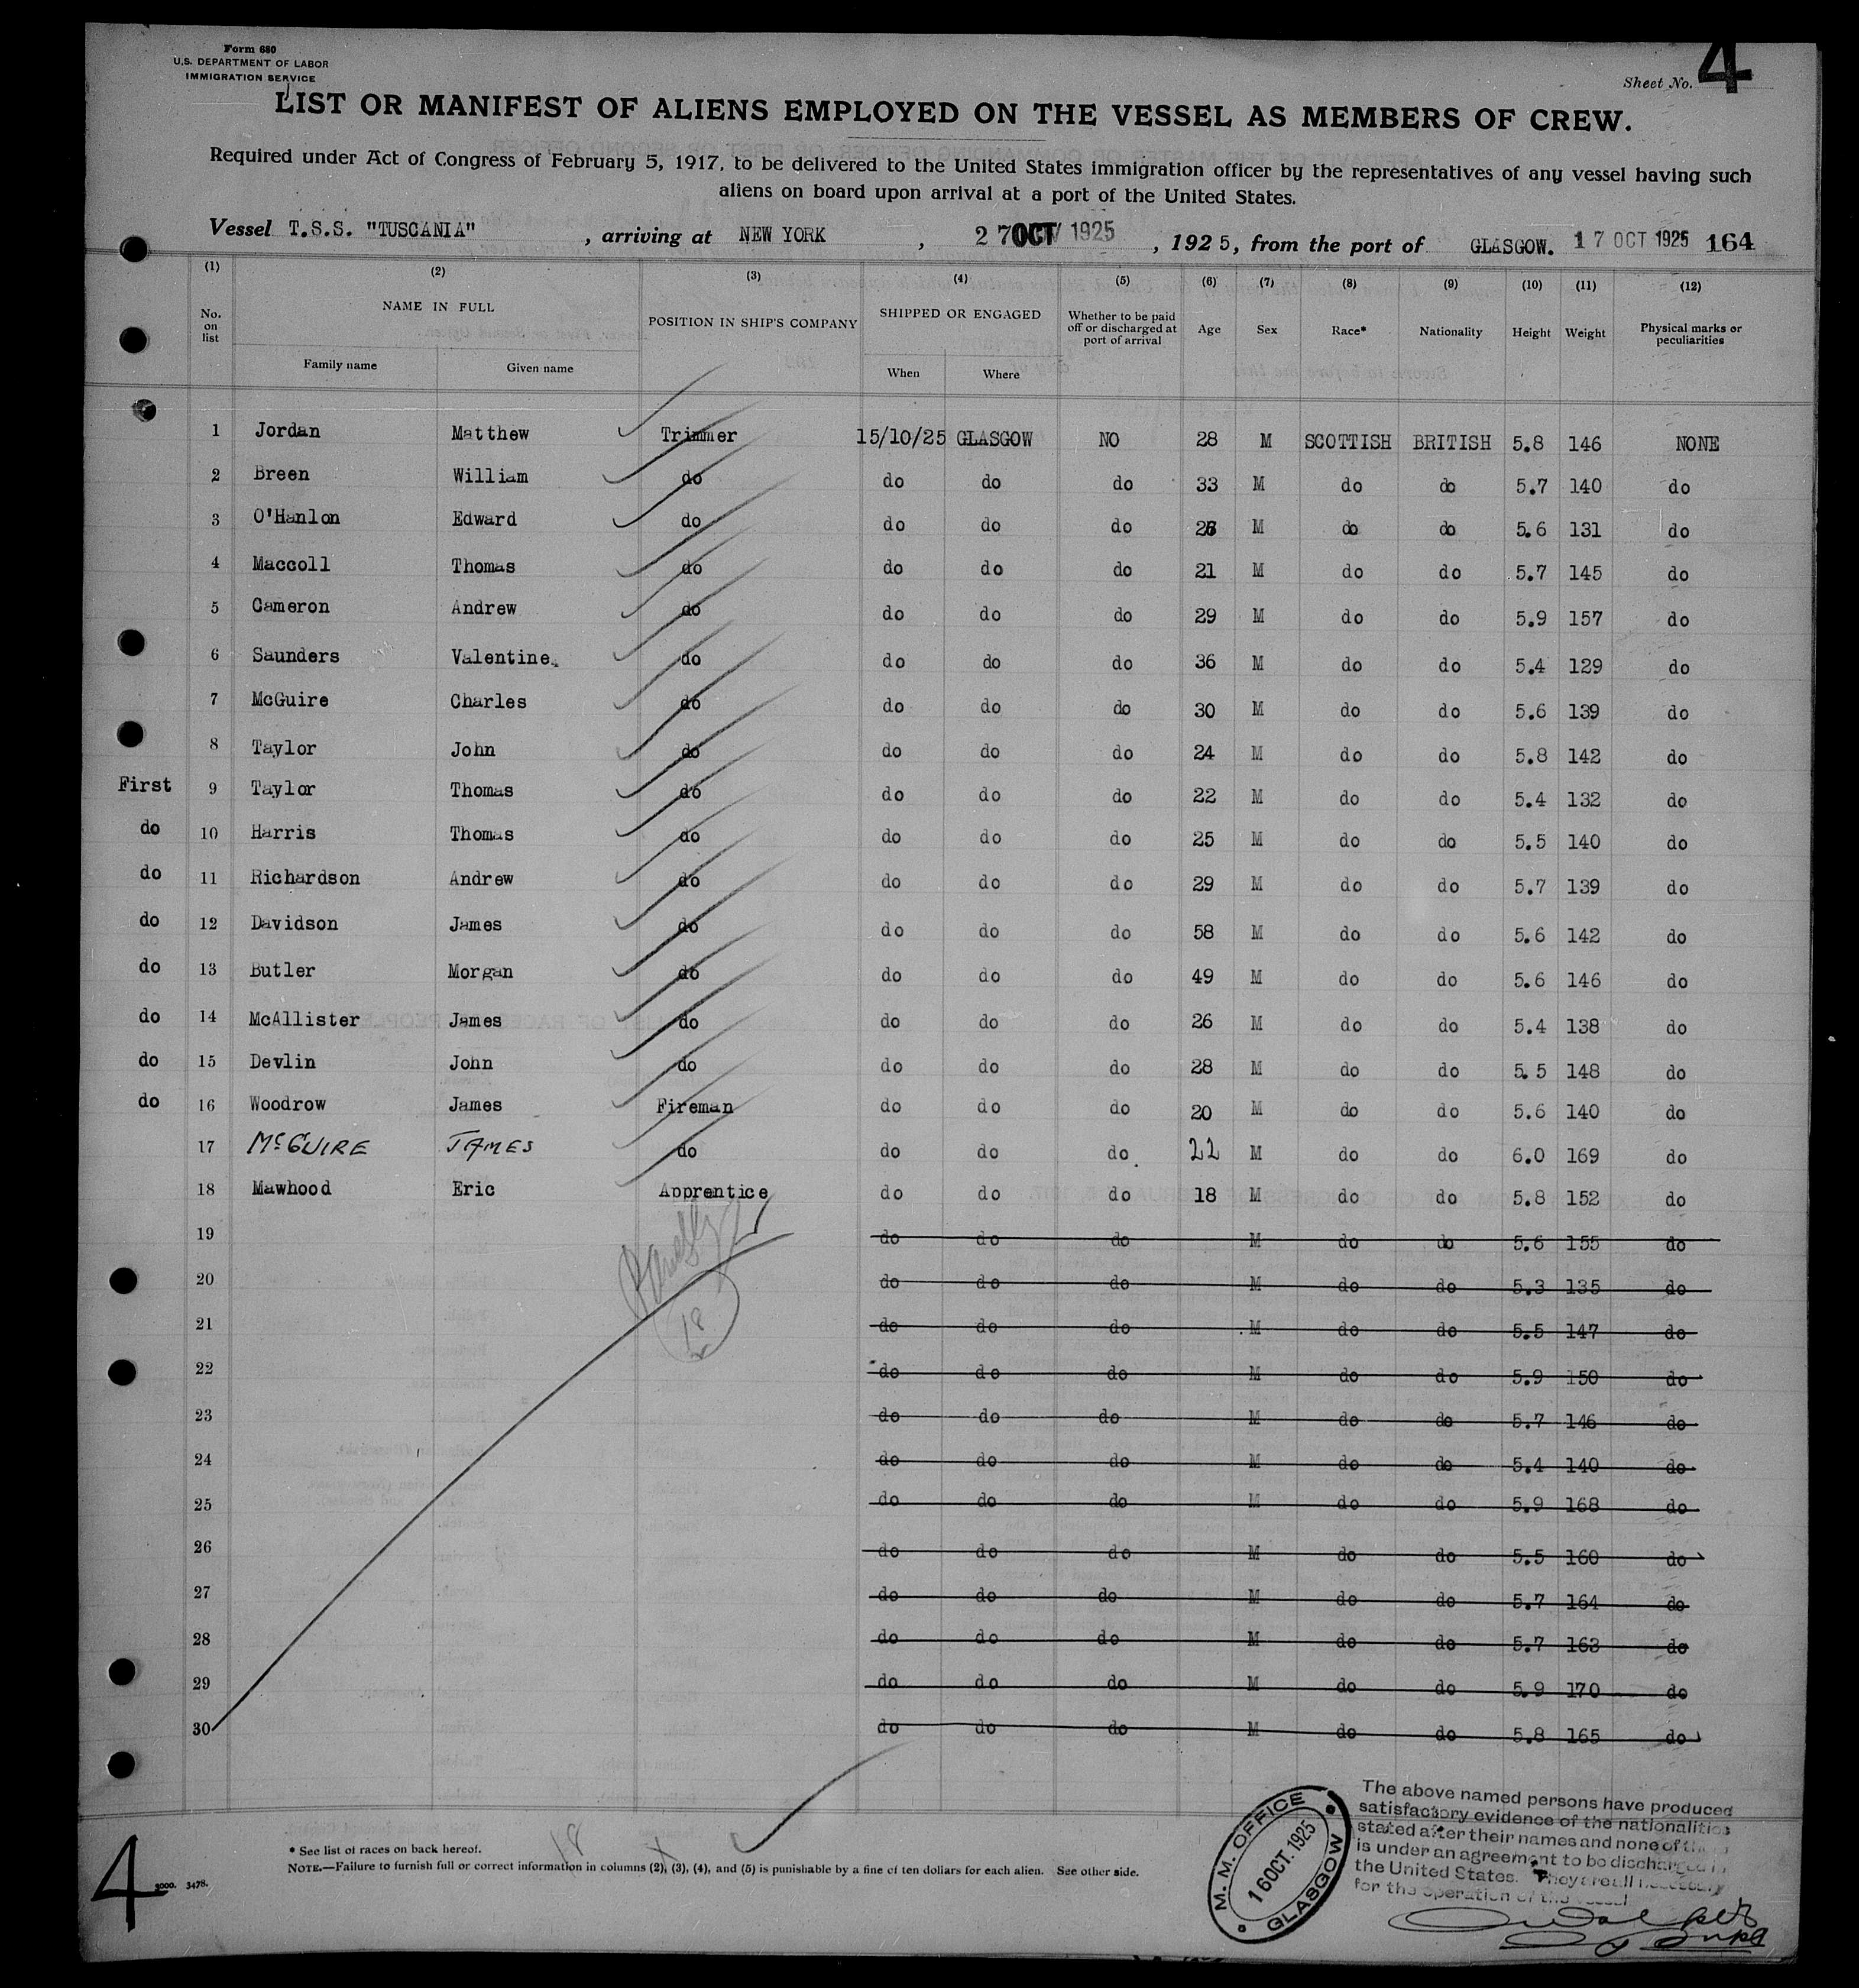 Form 680
U.S. DEPARTMENT OF LABOR
IMMIGRATION SERVICE
Sheet No. 4
LIST OR MANIFEST OF ALIENS EMPLOYED ON THE VESSEL AS MEMBERS OF CREW.
Required under Act of Congress of February 5, 1917, to be delivered to the United States immigration officer by the representatives of any vessel having such
aliens on board upon arrival at a port of the United States.
Vessel T.S.S. "TUSCANIA", arriving at NEW YORK, 27 OCT 1925, 1925, from the port of GLASGOW. 17 OCT 1925 164
(1) (2) (3) (4) (5) (6) (7) (8) (9) (10) (11) (12)
No. on list NAME IN FULL POSITION IN SHIP'S COMPANY SHIPPED OR ENGAGED Whether to be paid off or discharged at port of arrival Age Sex Race* Nationality Height Weight Physical marks or peculiarities
Family name Given name When Where
1 Jordan Matthew Trimmer 15/10/25 GLASGOW NO 28 M SCOTTISH BRITISH 5.8 146 NONE
2 Breen William do do do do 33 M do do 5.7 140 do
3 O'Hanlon Edward do do do do M do do 5.6 131 do
4 Maccoll Thomas do do do do 21 M do do 5.7 145 do
5 Cameron Andrew do do do do 29 M do do 5.9 157 do
6 Saunders Valentine. do do do do 36 M do do 5.4 129 do
7 McGuire Charles do do do do 30 M do do 5.6 139 do
8 Taylor John do do do do 24 M do do 5.8 142 do
First 9 Taylor Thomas do do do do 22 M do do 5.4 132 do
do 10 Harris Thomas do do do do 25 M do do 5.5 140 do
do 11 Richardson Andrew do do do do 29 M do do 5.7 139 do
do 12 Davidson James do do do do 58 M do do 5.6 142 do
do 13 Butler Morgan do do do do 49 M do do 5.6 146 do
do 14 McAllister James do do do do 26 M do do 5.4 138 do
do 15 Devlin John do do do do 28 M do do 5.5 148 do
do 16 Woodrow James Fireman do do do 20 M do do 5.6 140 do
17 McGUIRE JAMES do do do do. 22 M do do 6.0 169 do
18 Mawhood Eric Apprentice do do do 18 M do do 5.8 152 do
19 do do do M do do 5.6 155 do
20 do do do M do do 5.3 135 do
21 do do do M do do 5.5 147 do
22 do do do M do do 5.9 150 do
23 do do do M do do 5.7 146 do
24 do do do M do do 5.4 140 do
25 do do do M do do 5.9 168 do
26 do do do M do do 5.5 160 do
27 do do do M do do 5.7 164 do
28 do do do M do do 5.7 163 do
29 do do do M do do 5.9 170 do
30 do do do M do do 5.8 165 do
18
The above named persons have produced
satisfactory evidence of the nationalities
stated after their names and none of them
is under an agreement to be discharged in
the United States. They are all necessary
for the operation of the vessel
M. M. OFFICE
16 OCT. 1925
GLASGOW
18
* See list of races on back hereof.
NOTE.—Failure to furnish full or correct information in columns (2), (3), (4), and (5) is punishable by a fine of ten dollars for each alien. See other side.
4
3478.